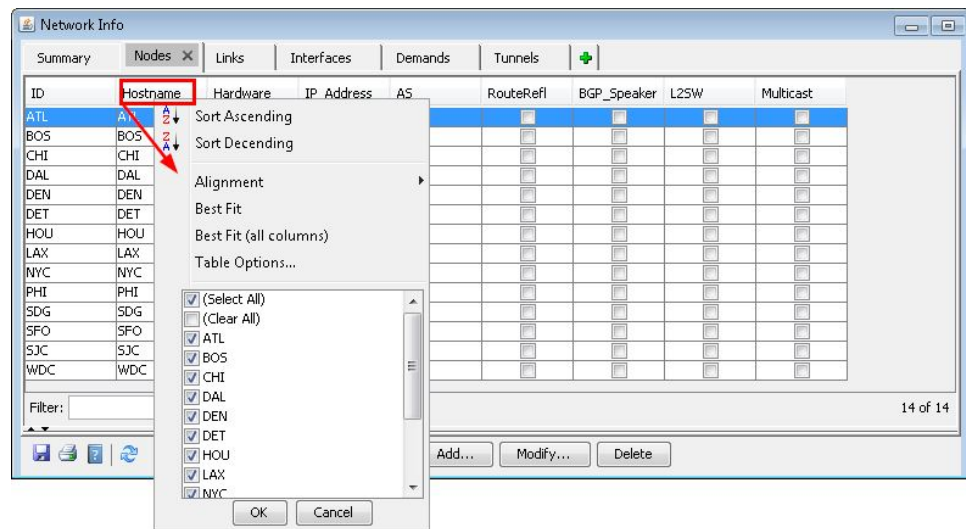 Network Info
Summary Nodes Links Interfaces Demands Tunnels
ID Hostname Hardware IP_Address AS RouteRefl BGP_Speaker L2SW Multicast
ATL ATL
BOS BOS
CHI CHI
DAL DAL
DEN DEN
DET DET
HOU HOU
LAX LAX
NYC NYC
PHI PHI
SDG SDG
SFO SFO
SJC SJC
WDC WDC
Sort Ascending
Sort Decending
Alignment
Best Fit
Best Fit (all columns)
Table Options...
(Select All)
(Clear All)
ATL
BOS
CHI
DAL
DEN
DET
HOU
LAX
NYC
OK Cancel
Filter: 14 of 14
Add... Modify... Delete